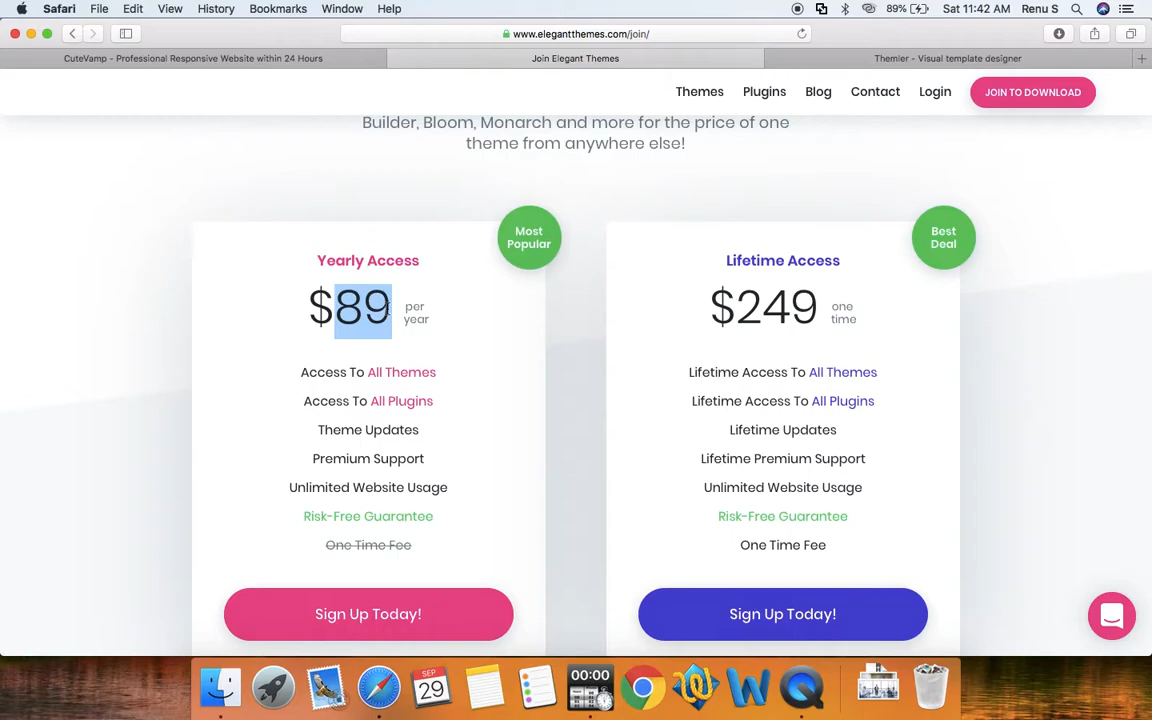 Safari File Edit View History Bookmarks Window Help 89% Sat 11:42 AM Renu S
www.elegantthemes.com/join/
CuteVamp - Professional Responsive Website within 24 Hours Join Elegant Themes Themler - Visual template designer
Themes Plugins Blog Contact Login JOIN TO DOWNLOAD
Builder, Bloom, Monarch and more for the price of one
theme from anywhere else!
Most
Popular
Yearly Access
$89 per
year
Access To All Themes
Access To All Plugins
Theme Updates
Premium Support
Unlimited Website Usage
Risk-Free Guarantee
One Time Fee
Sign Up Today!
Best
Deal
Lifetime Access
$249 one
time
Lifetime Access To All Themes
Lifetime Access To All Plugins
Lifetime Updates
Lifetime Premium Support
Unlimited Website Usage
Risk-Free Guarantee
One Time Fee
Sign Up Today!
SEP
29
00:00